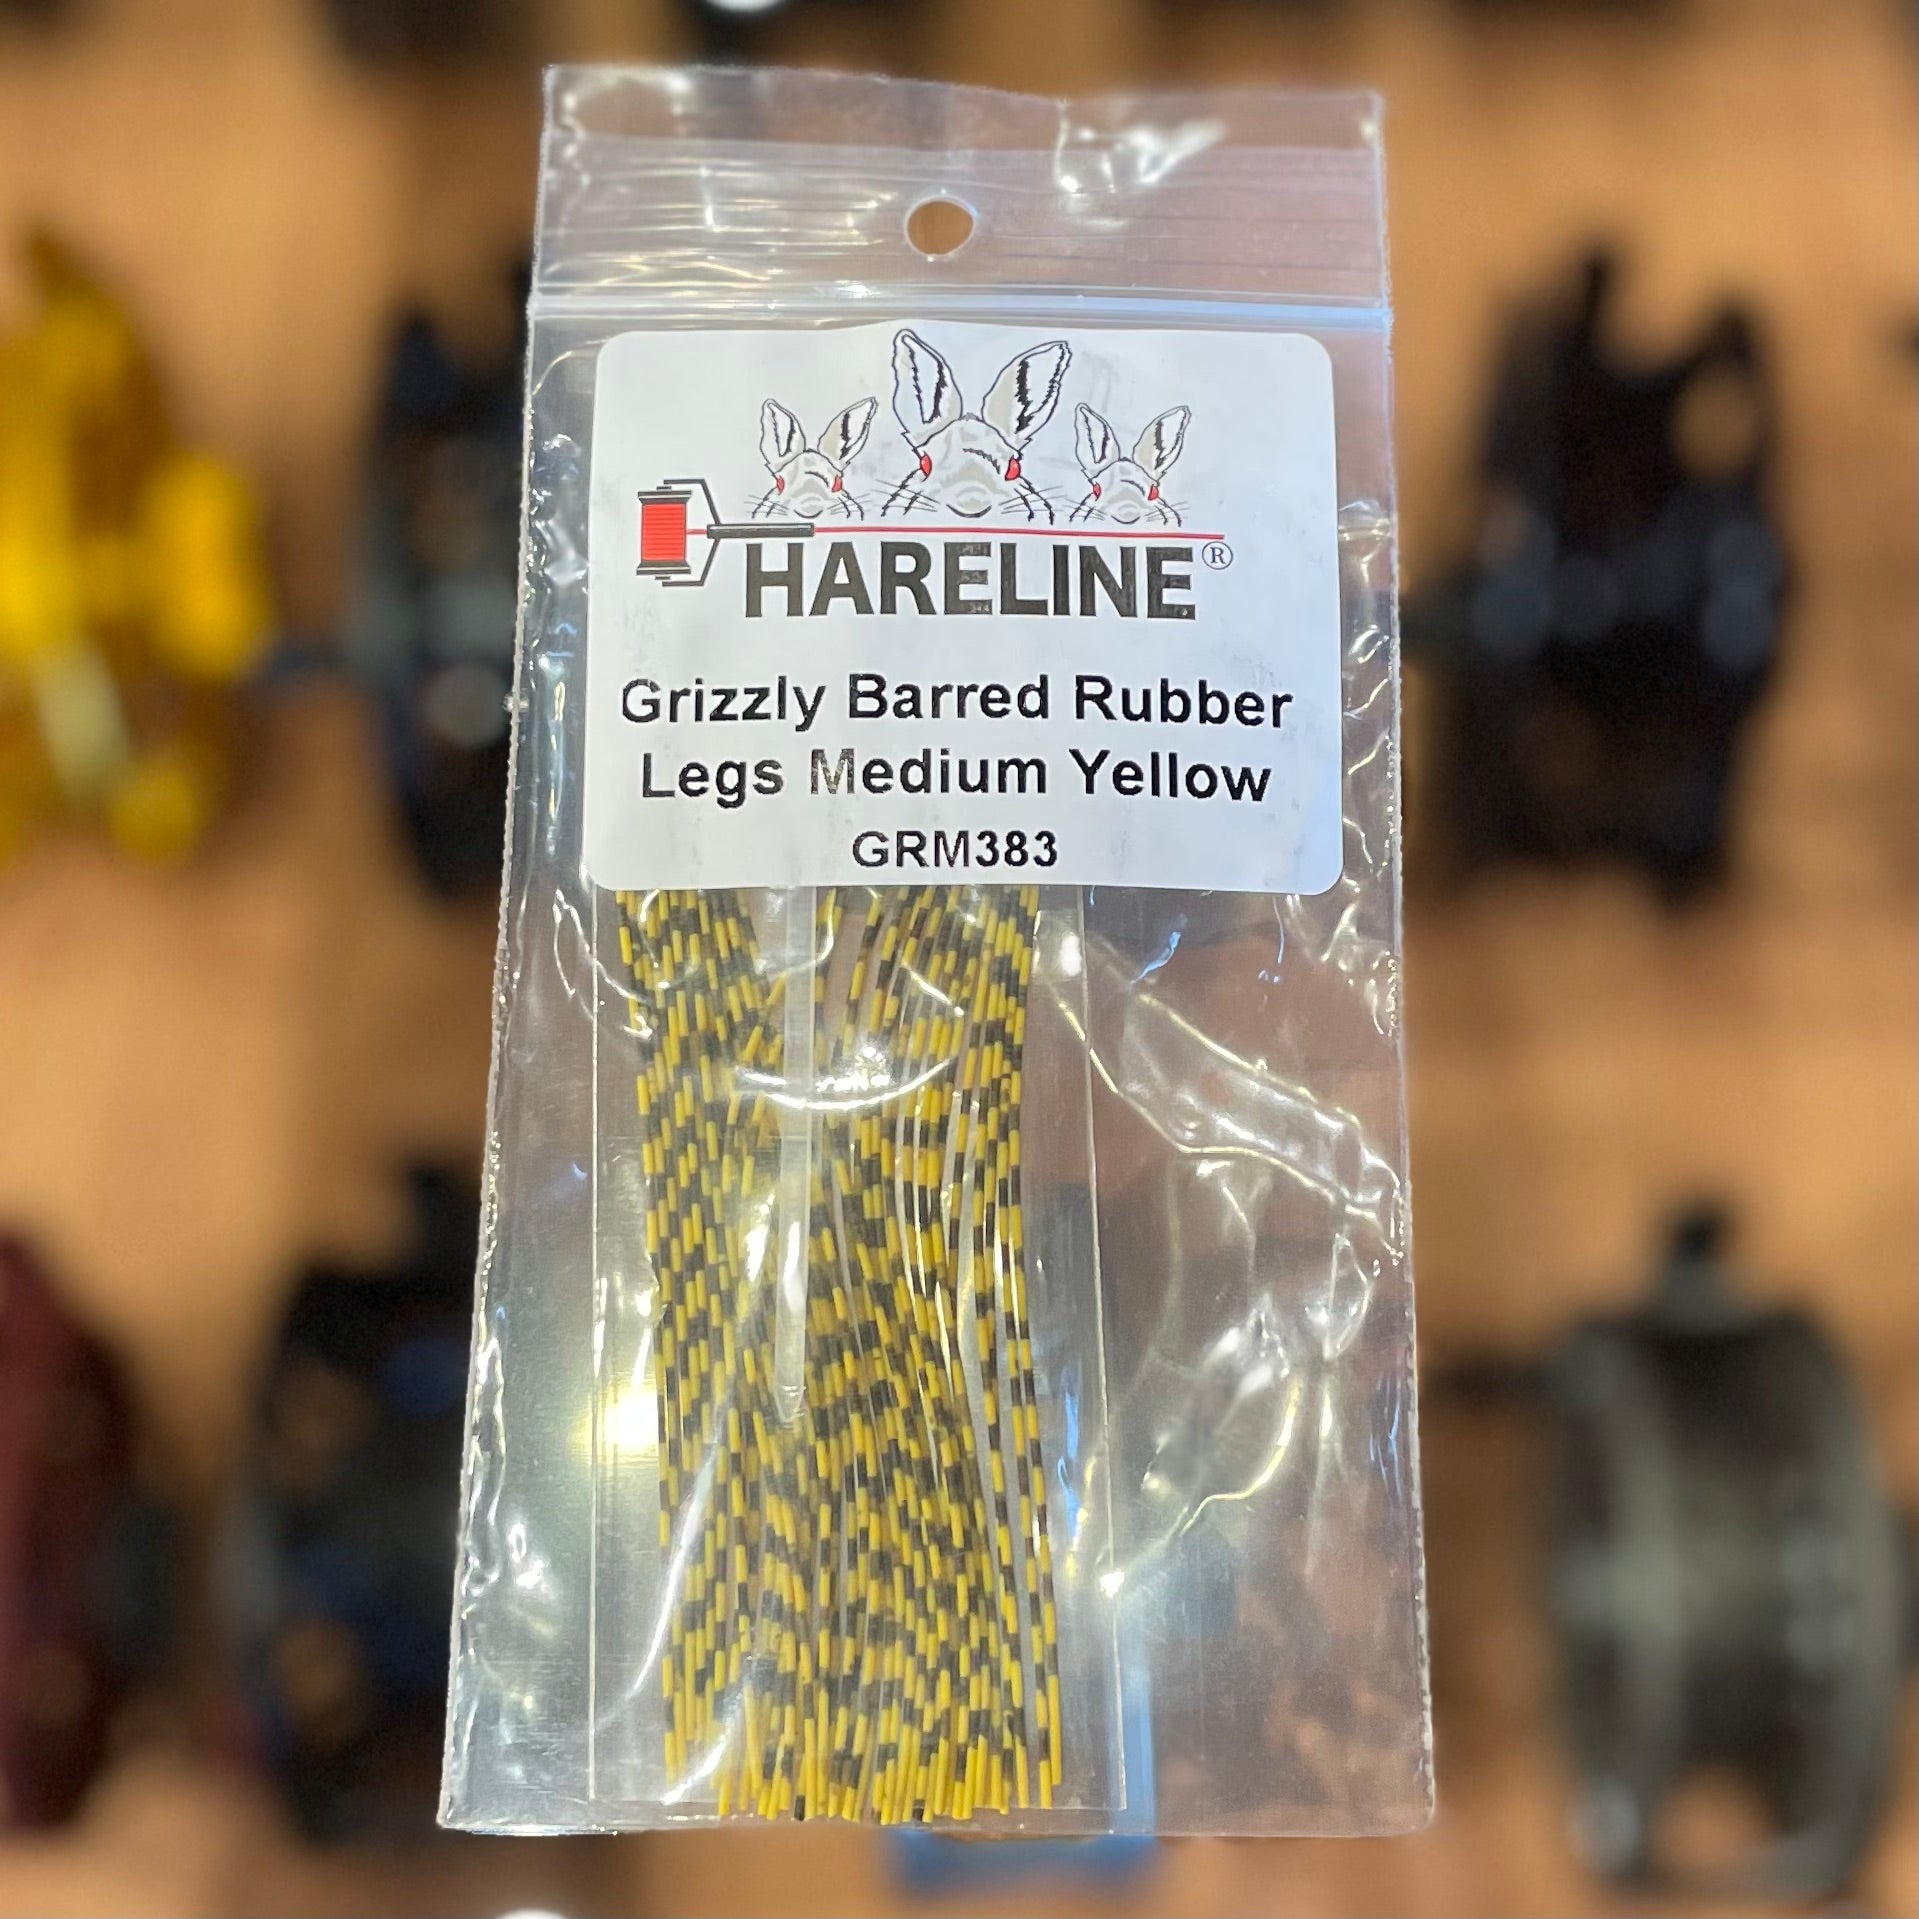 HARELINE®
Grizzly Barred Rubber
Legs Medium Yellow
GRM383